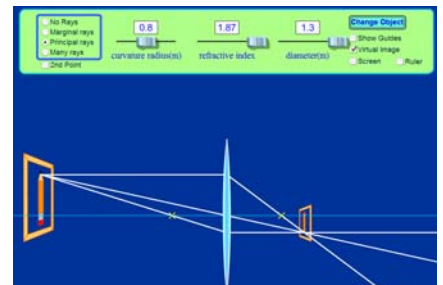 No Rays
Marginal rays
Principal rays
Many rays
2nd Point
0.8
curvature radius(m)
1.87
refractive index
1.3
diameter(m)
Change Object
Show Guides
Virtual Image
Screen Ruler